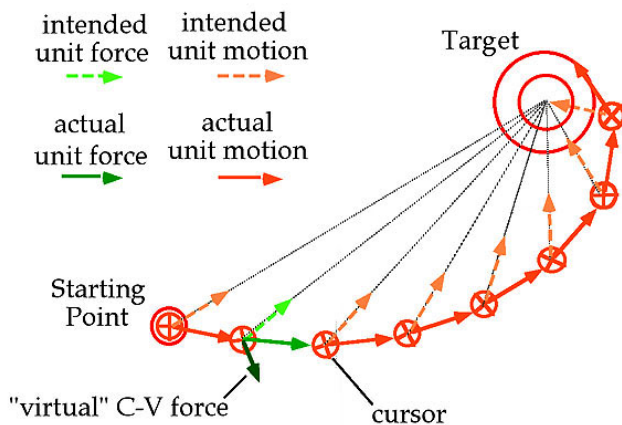 intended
unit force
intended
unit motion
Target
actual
unit force
actual
unit motion
Starting
Point
"virtual" C-V force
cursor